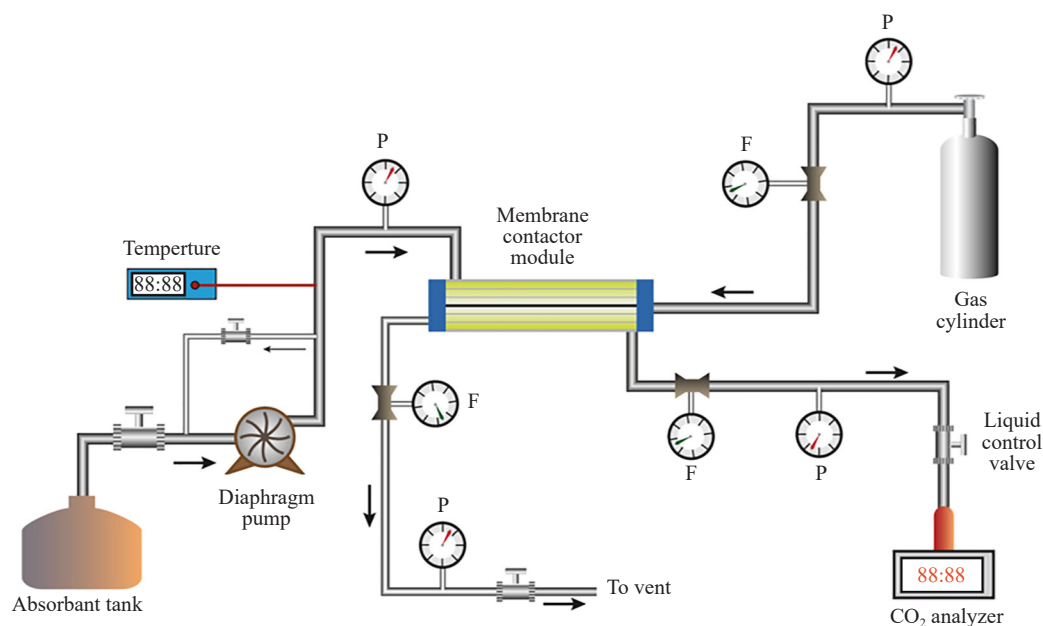 P
P
F
Membrane
contactor
module
Temperture
88:88
Gas
cylinder
F
Liquid
control
valve
F
P
Diaphragm
pump
P
88:88
To vent
Absorbant tank
CO₂ analyzer